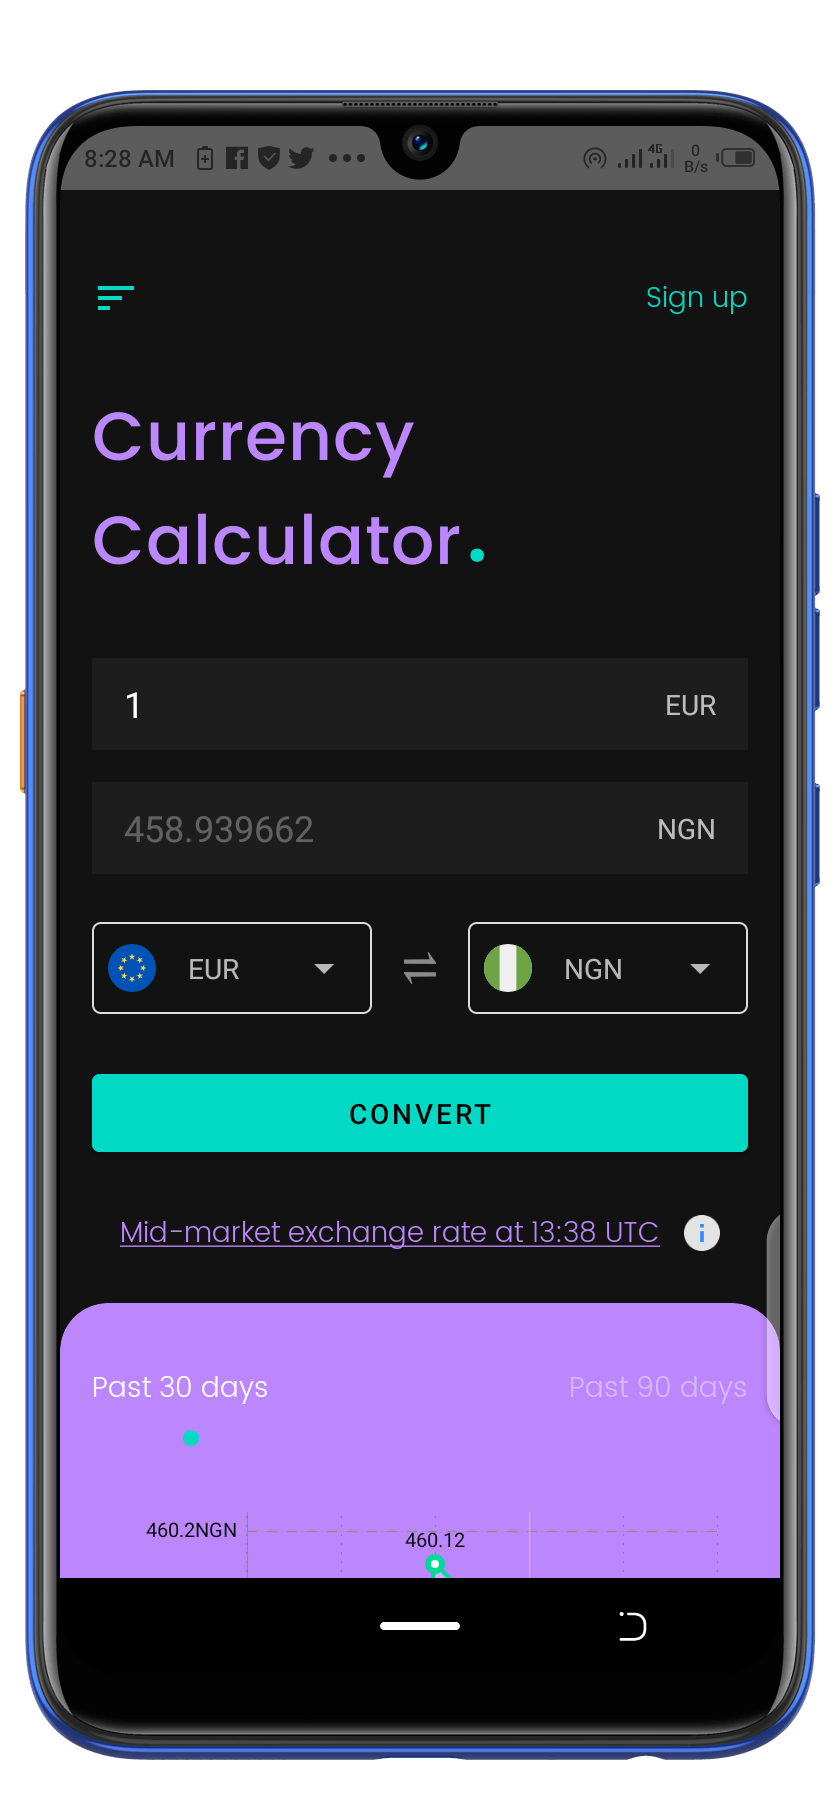 8:28 AM
4G
0
B/s
Sign up
Currency
Calculator.
1 EUR
458.939662 NGN
EUR NGN
CONVERT
Mid-market exchange rate at 13:38 UTC i
Past 30 days Past 90 days
460.2NGN
460.12